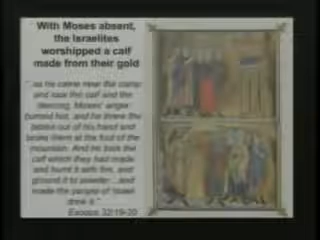 With Moses absent,
the Israelites
worshipped a calf
made from their gold
"as he came near the camp
and saw the calf and the
dancing, Moses' anger
burned hot, and he threw the
tables out of his hand and
broke them at the foot of the
mountain. And he took the
calf which they had made
and burnt it with fire, and
ground it to powder ...and
made the people of Israel
drink it."
Exodus 32:19-20